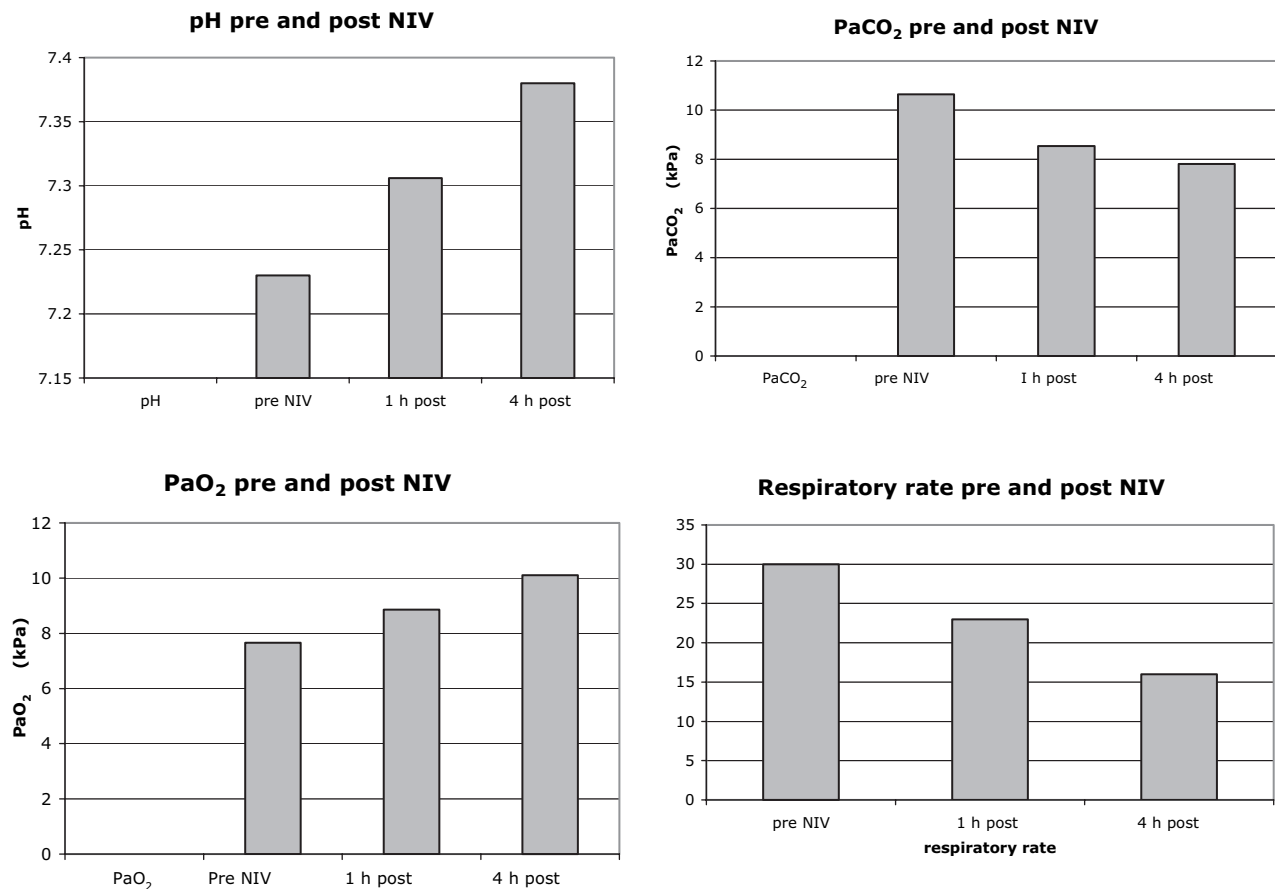 pH pre and post NIV
7.4
7.35
7.3
7.25
7.2
7.15
pH
pH pre NIV 1 h post 4 h post
PaCO₂ pre and post NIV
12
10
8
6
4
2
0
PaCO₂ (kPa)
PaCO₂ pre NIV I h post 4 h post
PaO₂ pre and post NIV
12
10
8
6
4
2
0
PaO₂ (kPa)
PaO₂ Pre NIV 1 h post 4 h post
Respiratory rate pre and post NIV
35
30
25
20
15
10
5
0
pre NIV 1 h post 4 h post
respiratory rate